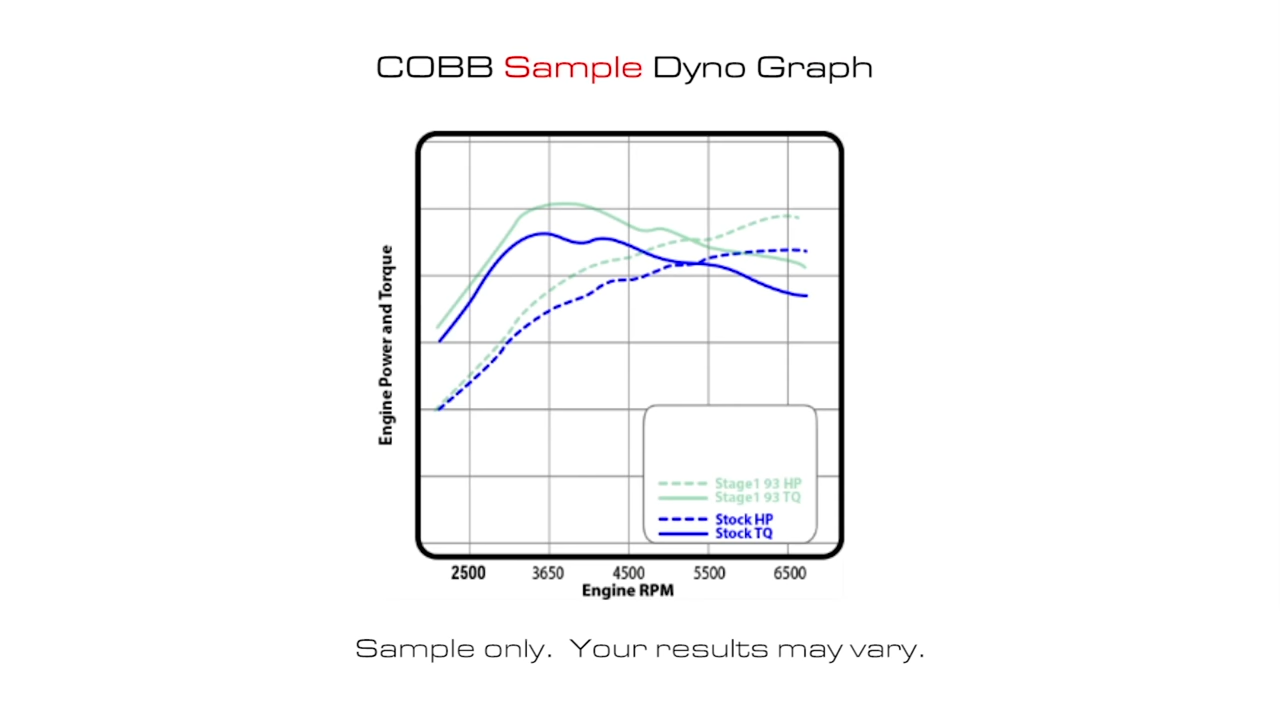 COBB Sample Dyno Graph
Engine Power and Torque
Stage1 93 HP
Stage1 93 TQ
Stock HP
Stock TQ
2500 3650 4500 5500 6500
Engine RPM
Sample only. Your results may vary.